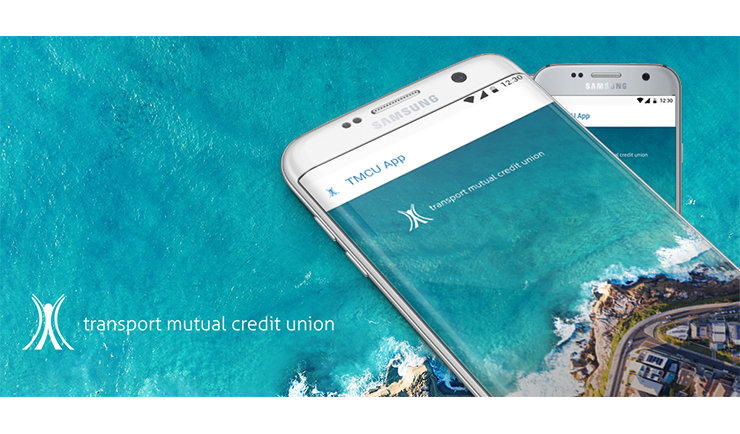 SAMSUNG
12:30
TMCU App
transport mutual credit union
SAMSUNG
12:30
U App
al credit union
transport mutual credit union